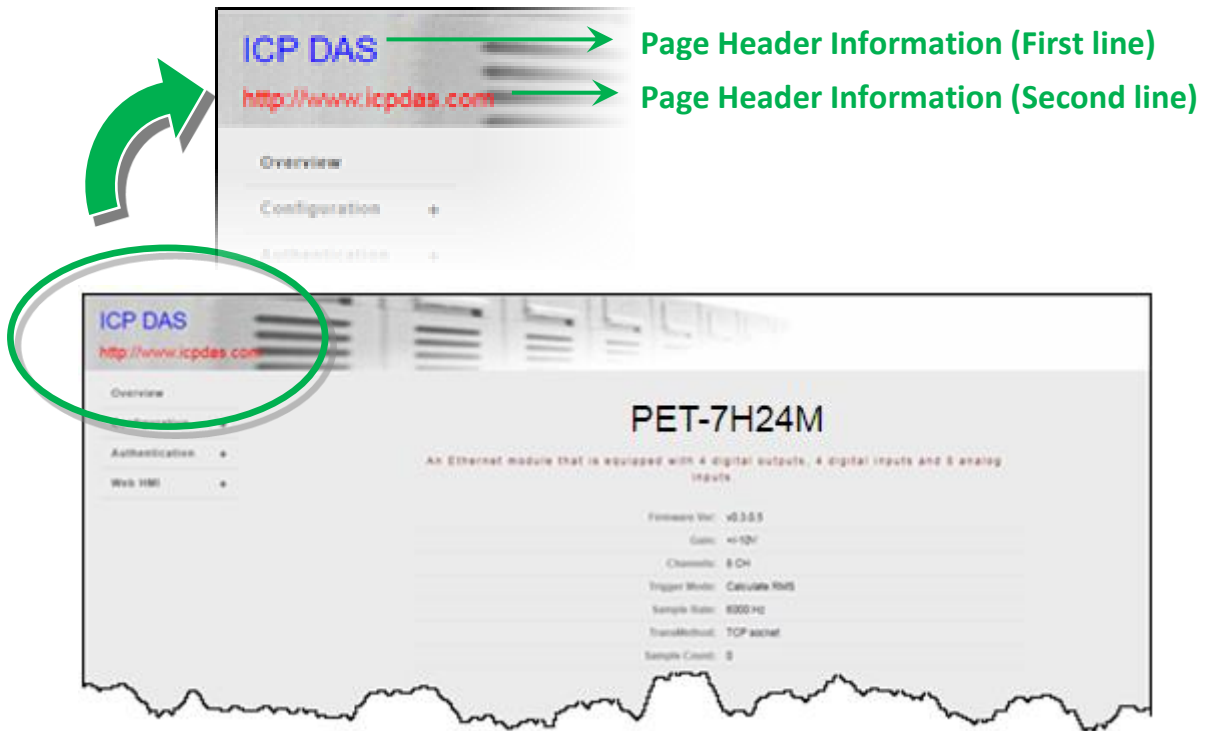 ICP DAS
Page Header Information (First line)
http://www.icpdas.com
Page Header Information (Second line)
Overview
Configuration +
Authentication +
ICP DAS
http://www.icpdas.com
Overview
Configuration +
Authentication +
Web HMI +
PET-7H24M
An Ethernet module that is equipped with 4 digital outputs, 4 digital inputs and 8 analog
inputs.
Firmware Ver: v0.3.0.5
Gain: +/-10V
Channels: 8 CH
Trigger Mode: Calculate RMS
Sample Rate: 6000 Hz
TransMethod: TCP socket
Sample Count: 0